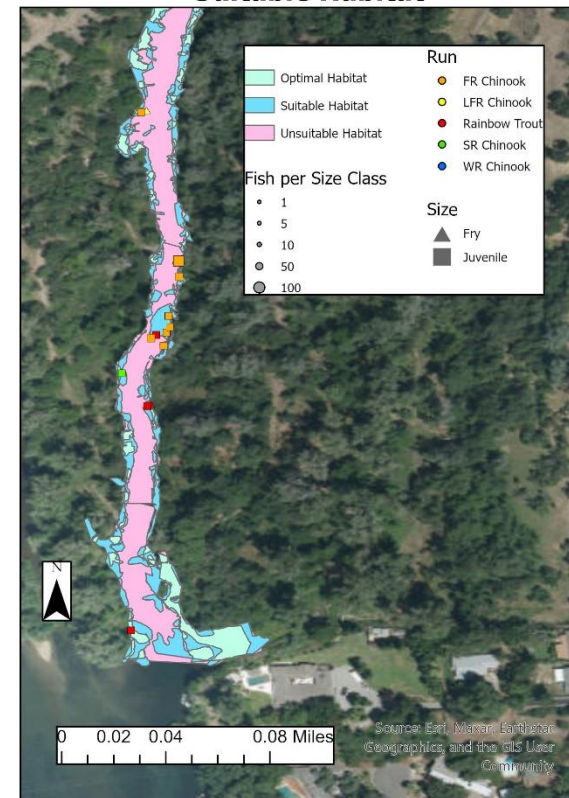 Optimal Habitat
Suitable Habitat
Unsuitable Habitat
Fish per Size Class
1
5
10
50
100
Run
FR Chinook
LFR Chinook
Rainbow Trout
SR Chinook
WR Chinook
Size
Fry
Juvenile
N
0 0.02 0.04 0.08 Miles
Source: Esri, Maxar, Earthstar
Geographics, and the GIS User
Community